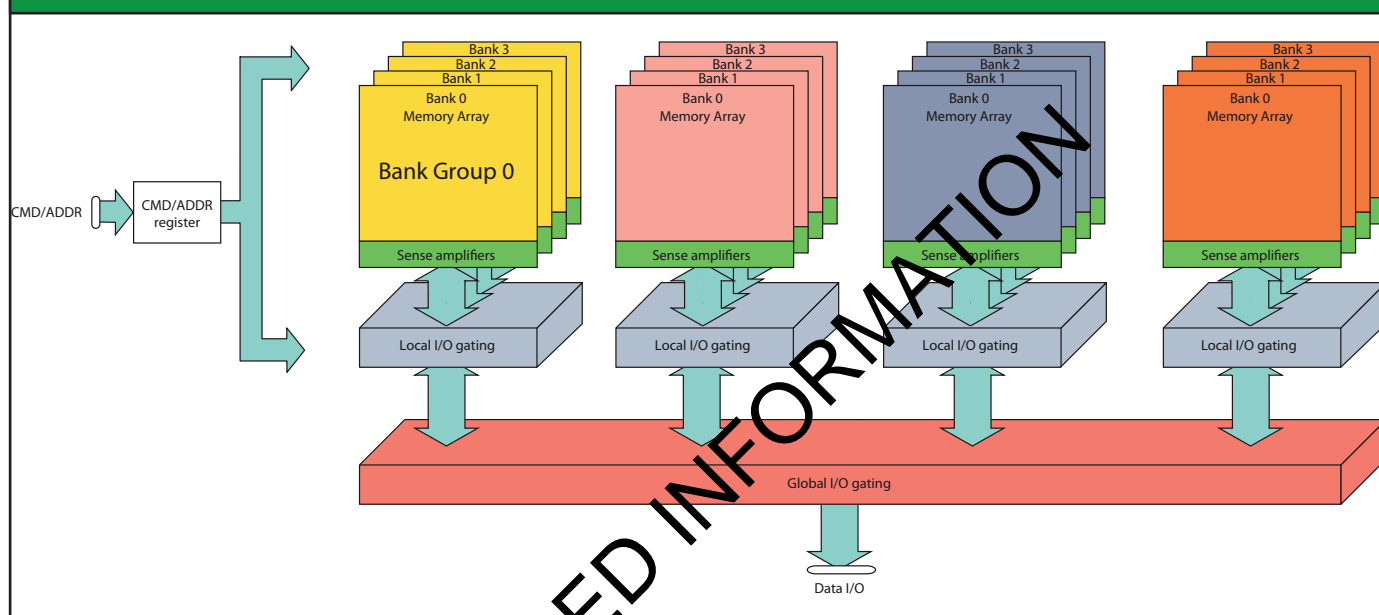 Bank 3
Bank 2
Bank 1
Bank 0
Memory Array
Bank Group 0
Sense amplifiers
Local I/O gating
Bank 3
Bank 2
Bank 1
Bank 0
Memory Array
Sense amplifiers
Local I/O gating
Bank 3
Bank 2
Bank 1
Bank 0
Memory Array
Sense amplifiers
Local I/O gating
Bank 3
Bank 2
Bank 1
Bank 0
Memory Array
Sense amplifiers
Local I/O gating
CMD/ADDR
CMD/ADDR
register
Global I/O gating
Data I/O
INFORMATION